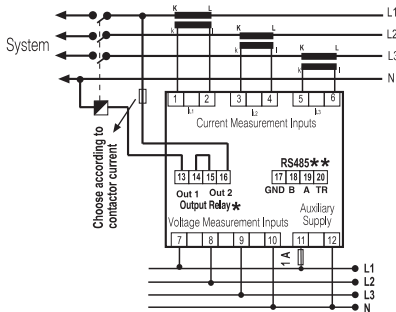 K L L1
K L L2
System
k l K L L3
k l
k l N
1 2 3 4 5 6
L1 L2 L3
Current Measurement Inputs
Choose according to
contactor current
RS485**
13 14 15 16 17 18 19 20
Out 1 Out 2 GND B A TR
Output Relay* Auxiliary
Voltage Measurement Inputs Supply
7 8 9 10 11 12
1 A
L1
L2
L3
N